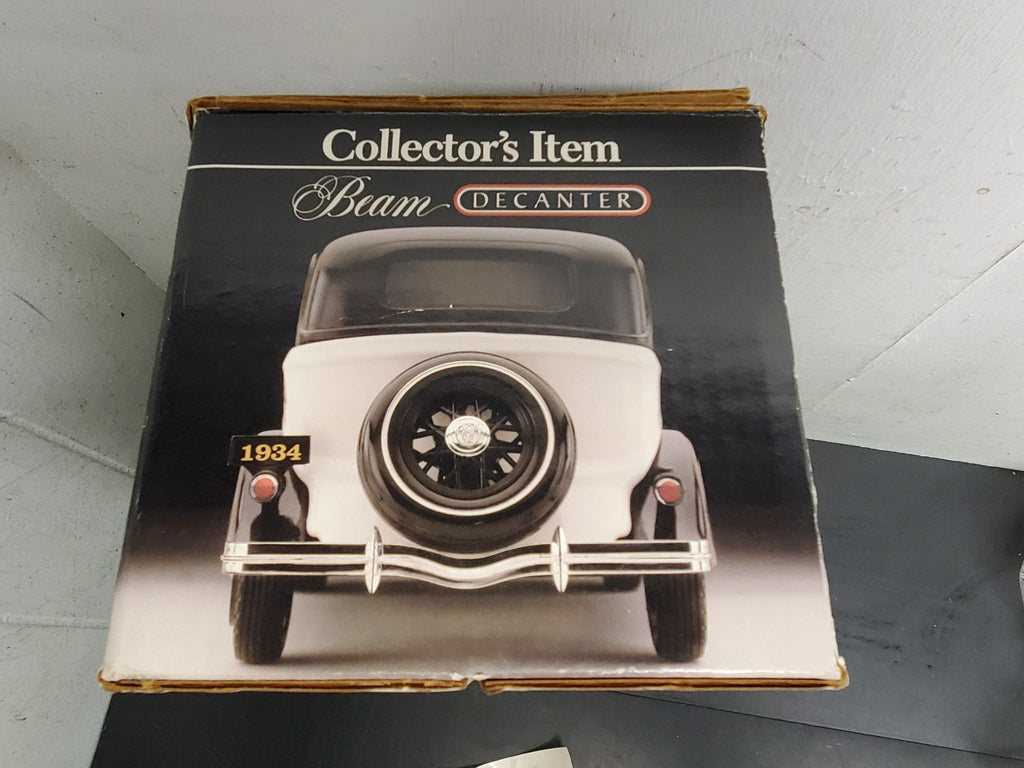 Collector's Item
Beam DECANTER
1934